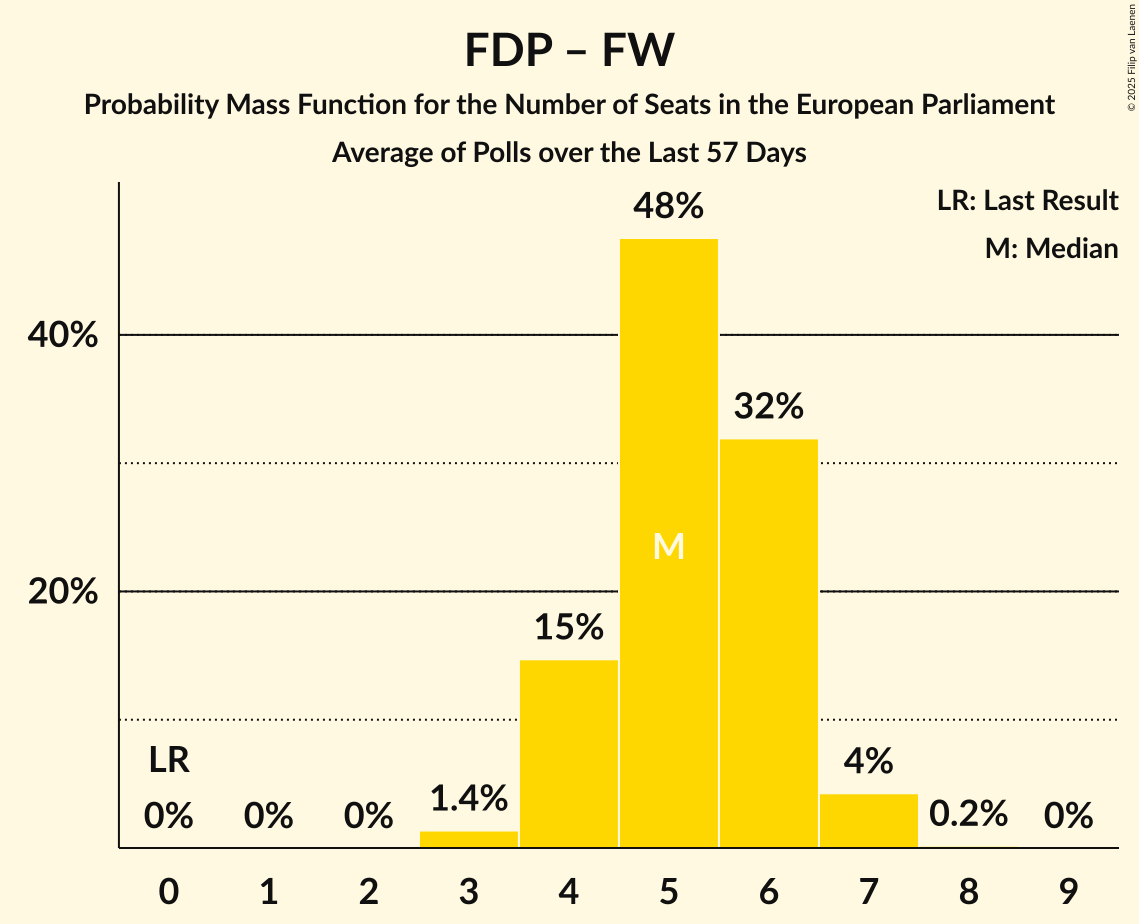 FDP – FW
Probability Mass Function for the Number of Seats in the European Parliament
Average of Polls over the Last 57 Days
© 2025 Filip van Laenen
LR: Last Result
M: Median
48%
40%
32%
M
20%
15%
LR
4%
1.4%
0% 0% 0% 0.2% 0%
0 1 2 3 4 5 6 7 8 9